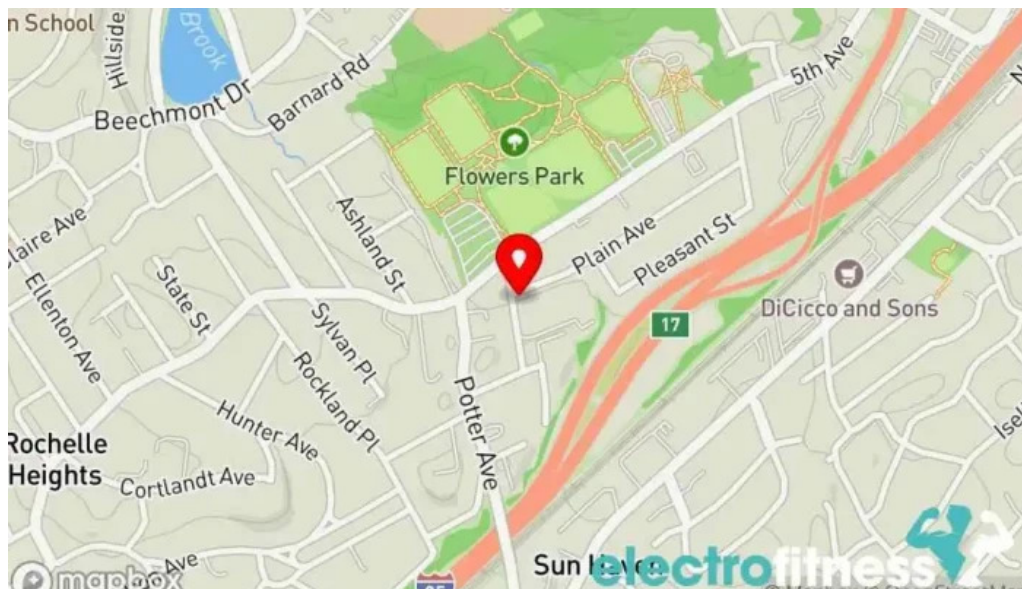 n School
Hillside
Brook
Beechmont Dr
Barnard Rd
5th Ave
Flowers Park
laire Ave
Ellenton Ave
State St
Ashland St
Sylvan Pl
Rockland Pl
Plain Ave
Pleasant St
DiCicco and Sons
17
Potter Ave
Hunter Ave
Cortlandt Ave
Rochelle
Heights
Isel
Sun Haven
95
Ave
mapbox
electrofitness